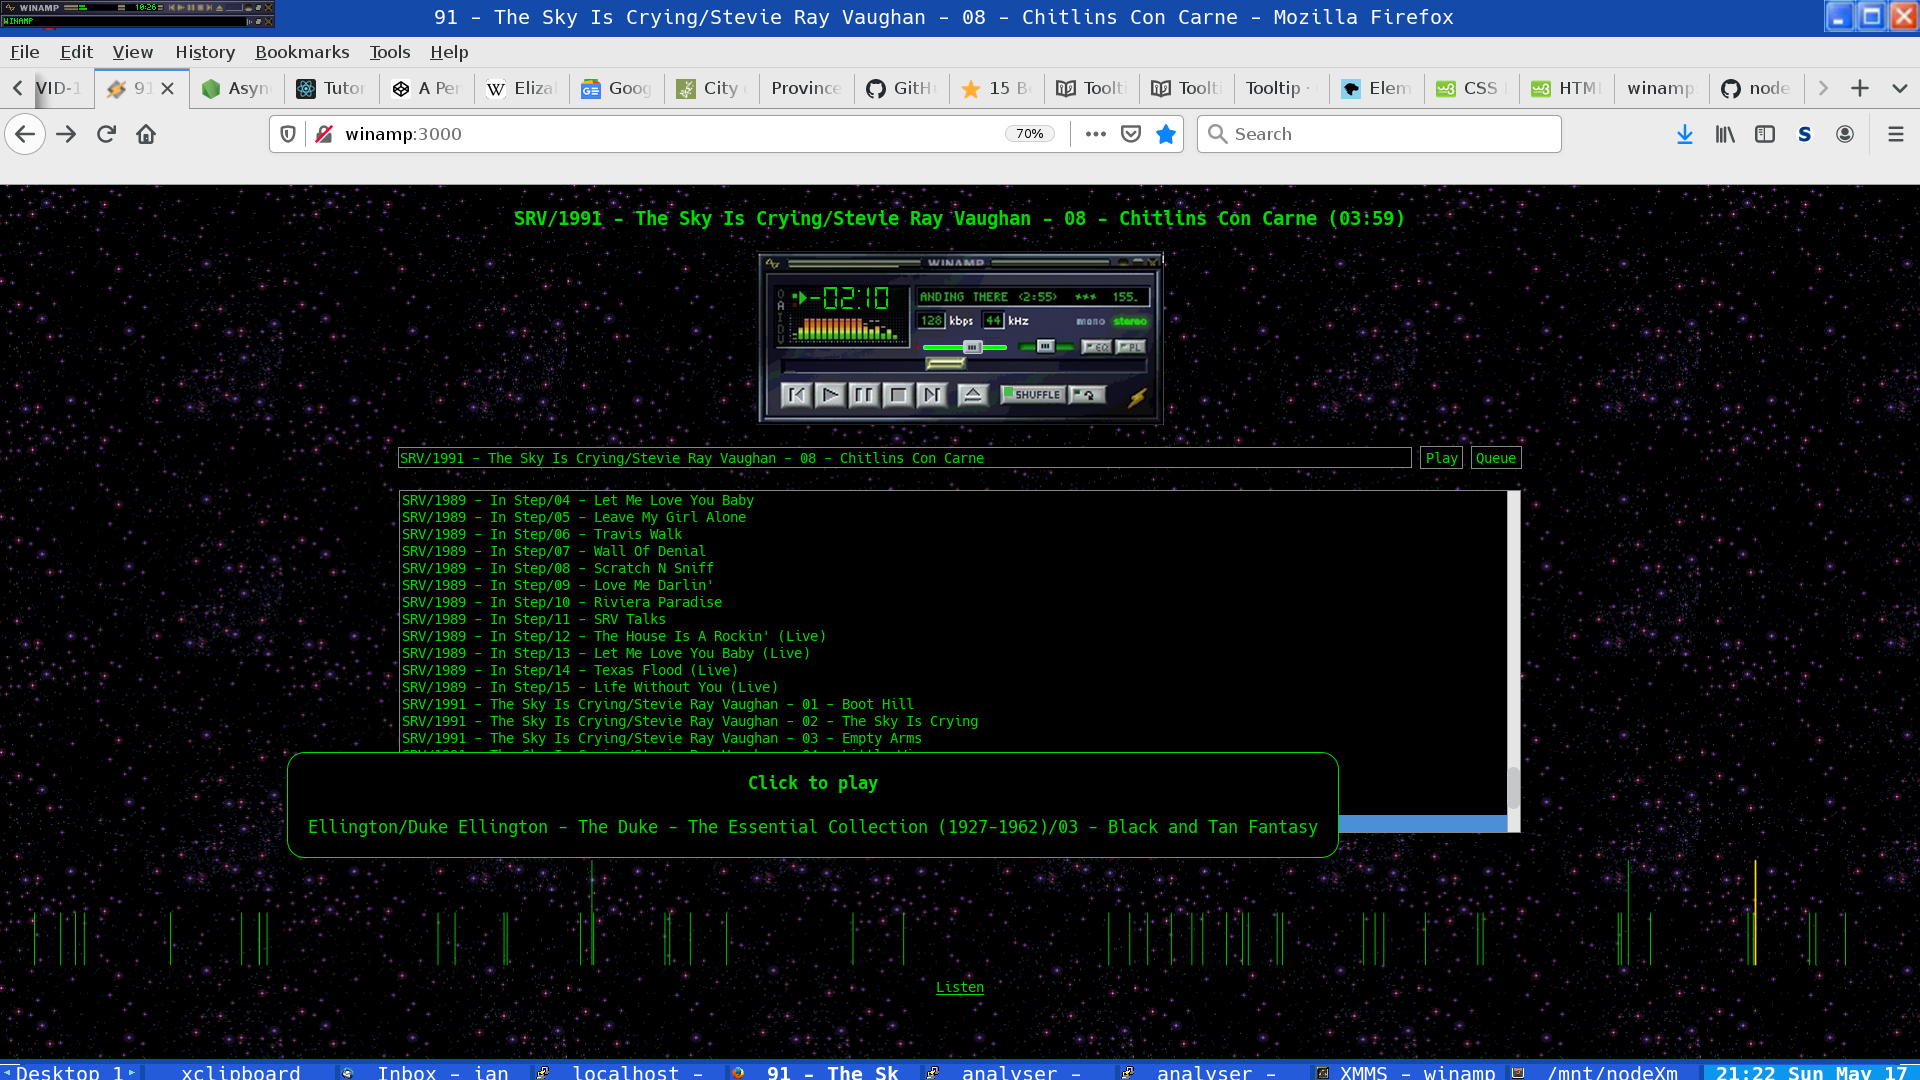 WINAMP
10:26
91 - The Sky Is Crying/Stevie Ray Vaughan - 08 - Chitlins Con Carne - Mozilla Firefox
WINAMP
File Edit View History Bookmarks Tools Help
VID-1 91 Asyn Tutor A Per Eliza Goog City Province GitH 15 B Toolti Toolti Tooltip · Elem CSS HTM winamp node
winamp:3000 70% Search
SRV/1991 - The Sky Is Crying/Stevie Ray Vaughan - 08 - Chitlins Con Carne (03:59)
WINAMP
-02:10 ANDING THERE <2:55> *** 155.
128 kbps 44 kHz mono stereo
EQ PL
SHUFFLE
SRV/1991 - The Sky Is Crying/Stevie Ray Vaughan - 08 - Chitlins Con Carne Play Queue
SRV/1989 - In Step/04 - Let Me Love You Baby
SRV/1989 - In Step/05 - Leave My Girl Alone
SRV/1989 - In Step/06 - Travis Walk
SRV/1989 - In Step/07 - Wall Of Denial
SRV/1989 - In Step/08 - Scratch N Sniff
SRV/1989 - In Step/09 - Love Me Darlin'
SRV/1989 - In Step/10 - Riviera Paradise
SRV/1989 - In Step/11 - SRV Talks
SRV/1989 - In Step/12 - The House Is A Rockin' (Live)
SRV/1989 - In Step/13 - Let Me Love You Baby (Live)
SRV/1989 - In Step/14 - Texas Flood (Live)
SRV/1989 - In Step/15 - Life Without You (Live)
SRV/1991 - The Sky Is Crying/Stevie Ray Vaughan - 01 - Boot Hill
SRV/1991 - The Sky Is Crying/Stevie Ray Vaughan - 02 - The Sky Is Crying
SRV/1991 - The Sky Is Crying/Stevie Ray Vaughan - 03 - Empty Arms
Click to play
Ellington/Duke Ellington - The Duke - The Essential Collection (1927-1962)/03 - Black and Tan Fantasy
Listen
Desktop 1 xclipboard Inbox - ian localhost - 91 - The Sk analyser - analyser - XMMS - winamp /mnt/nodeXm 21:22 Sun May 17